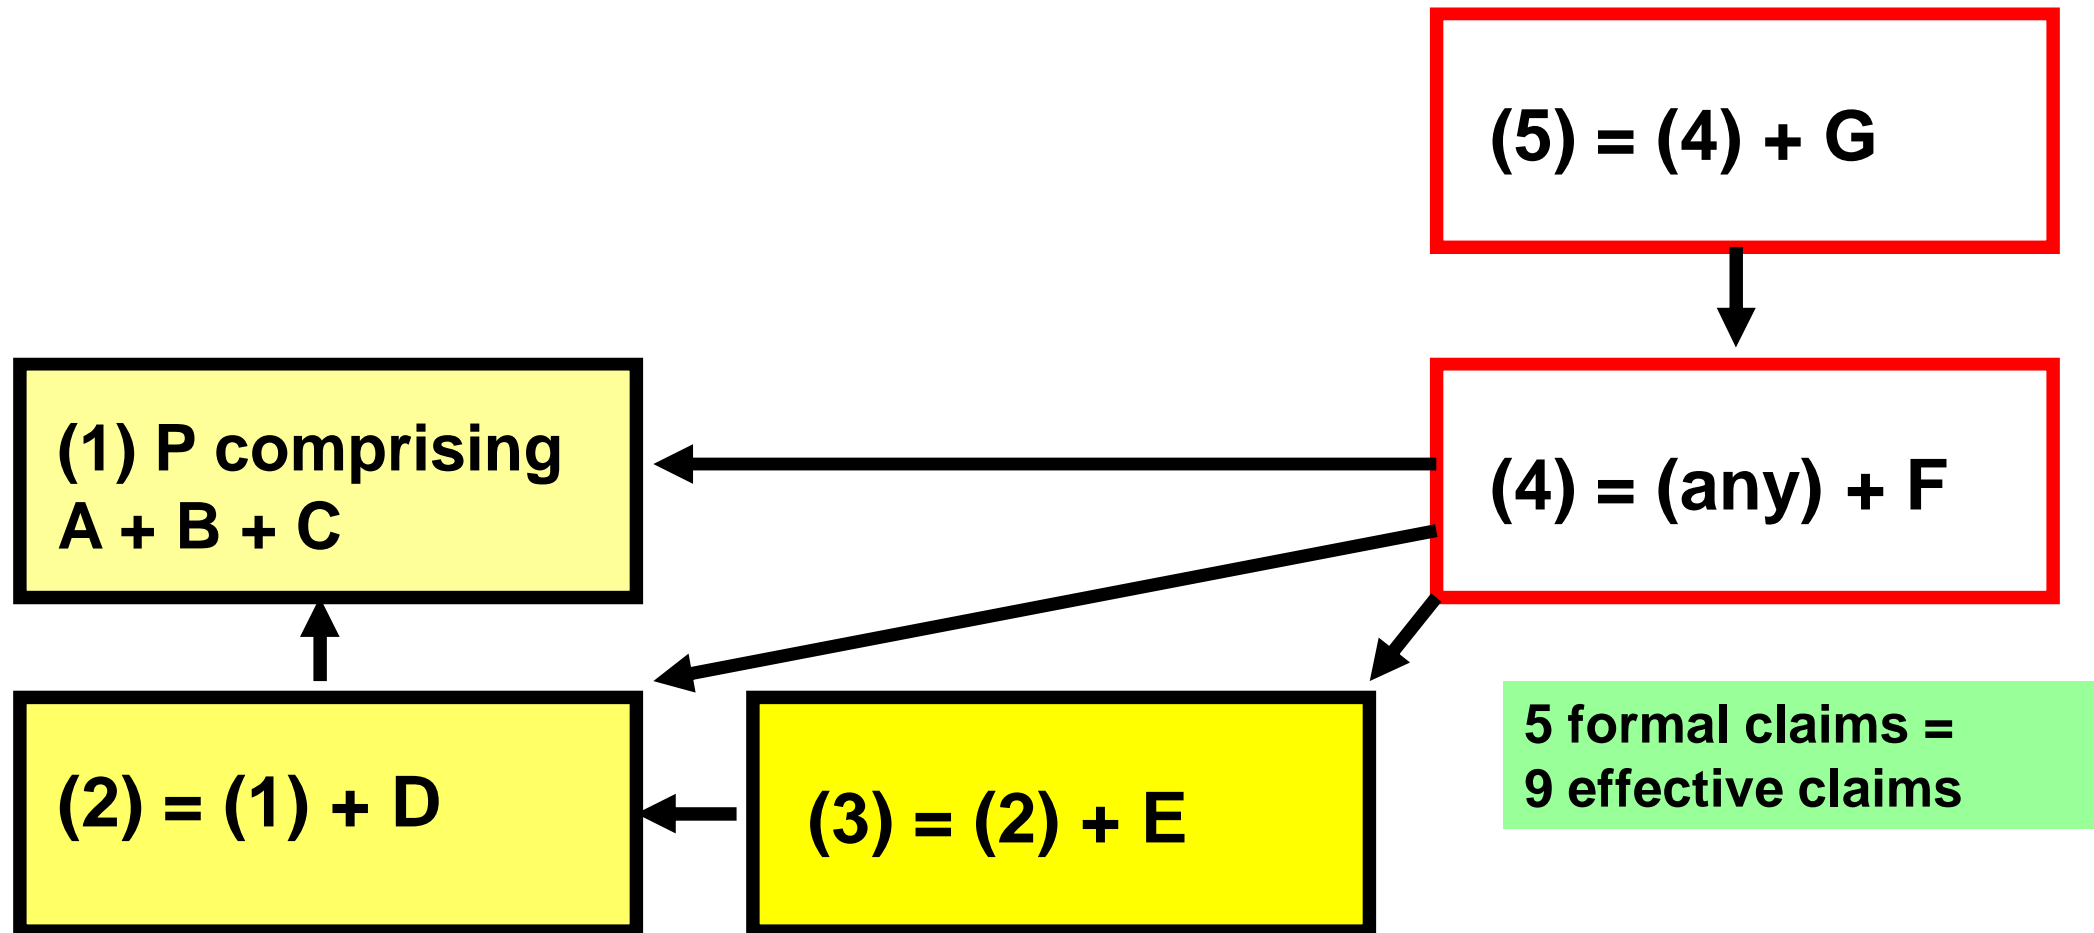 (5) = (4) + G
(1) P comprising
A + B + C
(4) = (any) + F
(2) = (1) + D
(3) = (2) + E
5 formal claims =
9 effective claims